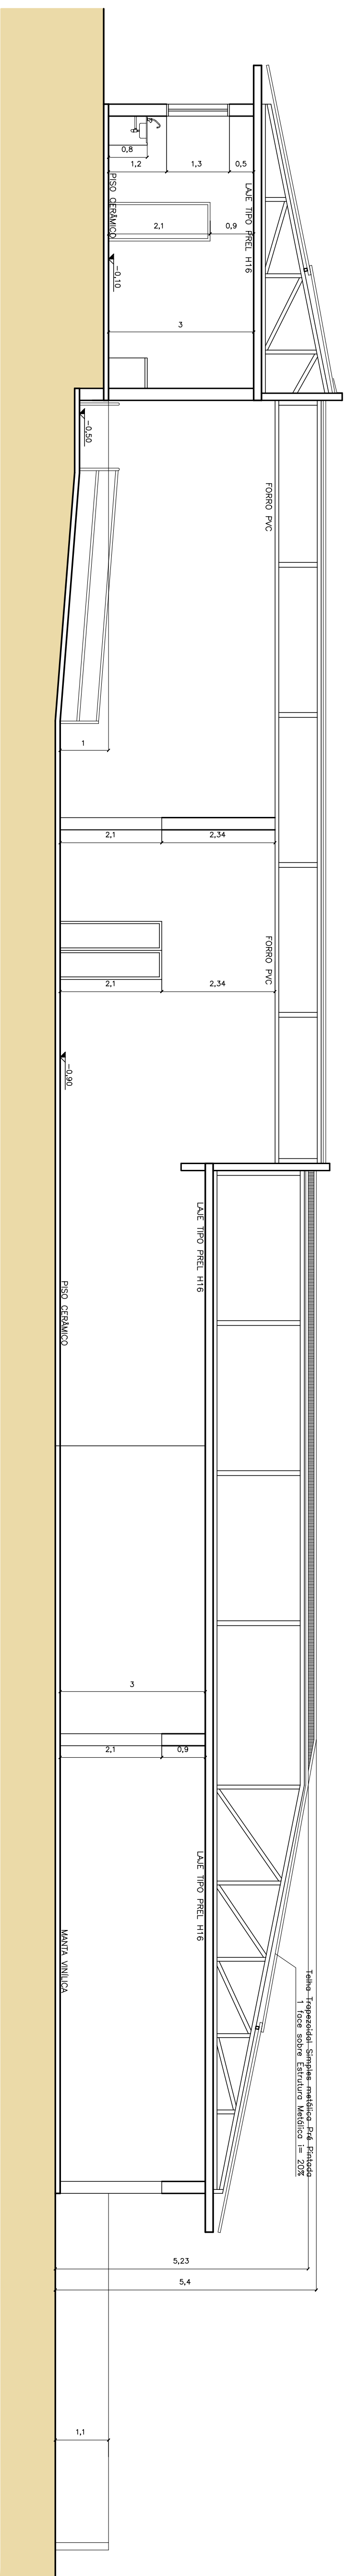 0,8
1,2
1,3
0,5
PISO CERÂMICO
LAJE TIPO PREL H16
2,1
0,9
-0,10
3
-0,50
FORRO PVC
1
2,1
2,34
FORRO PVC
2,1
2,34
-0,90
LAJE TIPO PREL H16
PISO CERÂMICO
3
2,1
0,9
LAJE TIPO PREL H16
MANTA VINÍLICA
Telha Trapezoidal Simples metálica Pré Pintada
1 face sobre Estrutura Metálica i= 20%
5,23
5,4
1,1